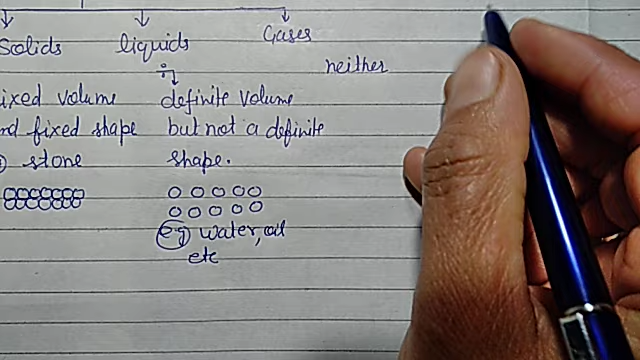 Solids liquids Gases
neither
ixed volume definite volume
nd fixed shape but not a definite
stone shape.
eg water, oil
etc